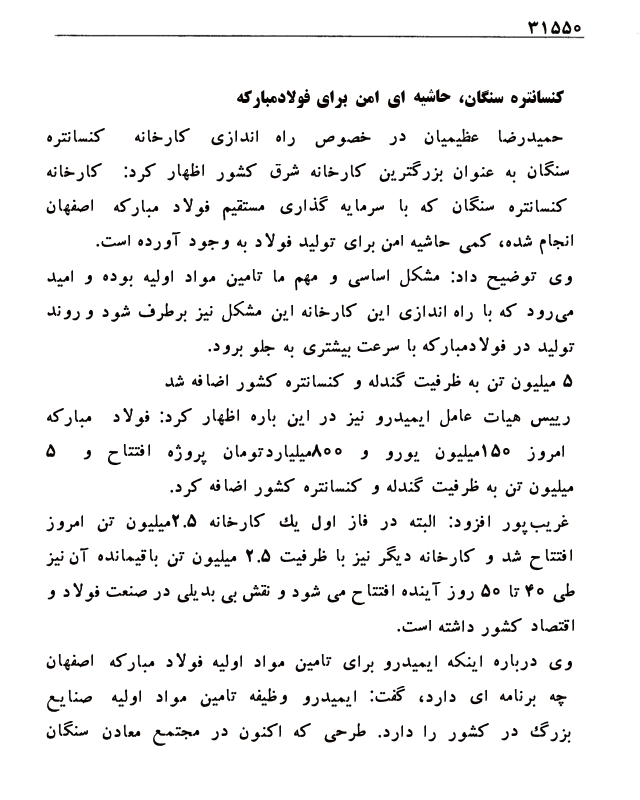 ۳۱۵۵۰
کنسانتره سنگان، حاشیه ای امن برای فولادمبارکه
حمیدرضا عظیمیان در خصوص راه اندازی کارخانه کنسانتره
سنگان به عنوان بزرگترین کارخانه شرق کشور اظهار کرد: کارخانه
کنسانتره سنگان که با سرمایه گذاری مستقیم فولاد مبارکه اصفهان
انجام شده، کمی حاشیه امن برای تولید فولاد به وجود آورده است.
وی توضیح داد: مشکل اساسی و مهم ما تامین مواد اولیه بوده و امید
می‌رود که با راه اندازی این کارخانه این مشکل نیز برطرف شود و روند
تولید در فولادمبارکه با سرعت بیشتری به جلو برود.
۵ میلیون تن به ظرفیت گندله و کنسانتره کشور اضافه شد
رییس هیات عامل ایمیدرو نیز در این باره اظهار کرد: فولاد مبارکه
امروز ۱۵۰میلیون یورو و ۸۰۰میلیاردتومان پروژه افتتاح و ۵
میلیون تن به ظرفیت گندله و کنسانتره کشور اضافه کرد.
غریب‌پور افزود: البته در فاز اول یك کارخانه ۲.۵میلیون تن امروز
افتتاح شد و کارخانه دیگر نیز با ظرفیت ۲.۵ میلیون تن باقیمانده آن نیز
طی ۴۰ تا ۵۰ روز آینده افتتاح می شود و نقش بی بدیلی در صنعت فولاد و
اقتصاد کشور داشته است.
وی درباره اینکه ایمیدرو برای تامین مواد اولیه فولاد مبارکه اصفهان
چه برنامه ای دارد، گفت: ایمیدرو وظیفه تامین مواد اولیه صنایع
بزرگ در کشور را دارد. طرحی که اکنون در مجتمع معادن سنگان